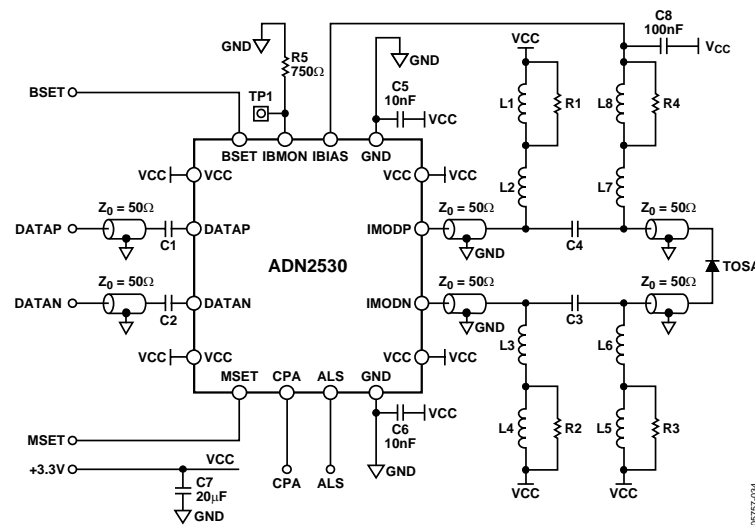 C8
100nF
VCC
GND
R5
750Ω
GND
VCC
C5
10nF
VCC
BSET
TP1
L1
R1
L8
R4
BSET
IBMON
IBIAS
GND
VCC
VCC
VCC
VCC
L2
L7
Z0 = 50Ω
Z0 = 50Ω
Z0 = 50Ω
DATAP
C1
DATAP
IMODP
GND
C4
ADN2530
TOSA
Z0 = 50Ω
Z0 = 50Ω
Z0 = 50Ω
DATAN
C2
DATAN
IMODN
GND
C3
VCC
VCC
VCC
VCC
L3
L6
MSET
CPA
ALS
GND
C6
10nF
VCC
L4
R2
L5
R3
MSET
+3.3V
VCC
CPA
ALS
GND
VCC
VCC
C7
20µF
GND
05757-034